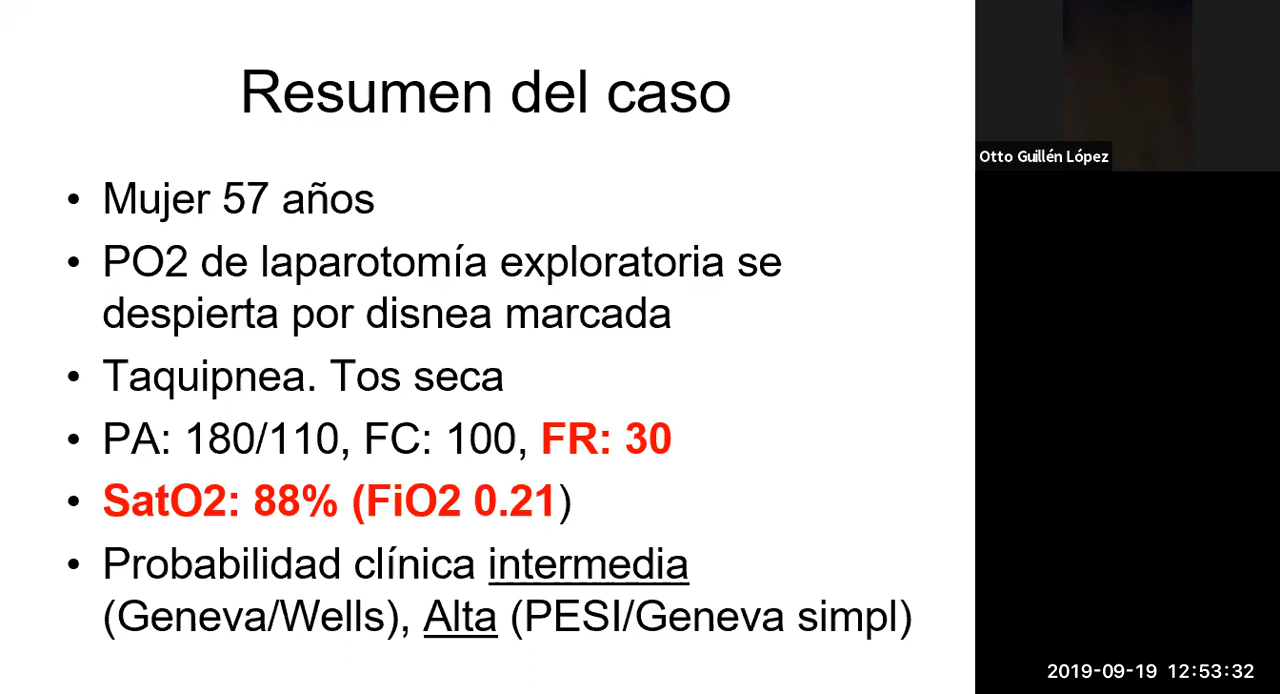 Resumen del caso
• Mujer 57 años
• PO2 de laparotomía exploratoria se
despierta por disnea marcada
• Taquipnea. Tos seca
• PA: 180/110, FC: 100, FR: 30
• SatO2: 88% (FiO2 0.21)
• Probabilidad clínica intermedia
(Geneva/Wells), Alta (PESI/Geneva simpl)
Otto Guillén López
2019-09-19 12:53:32